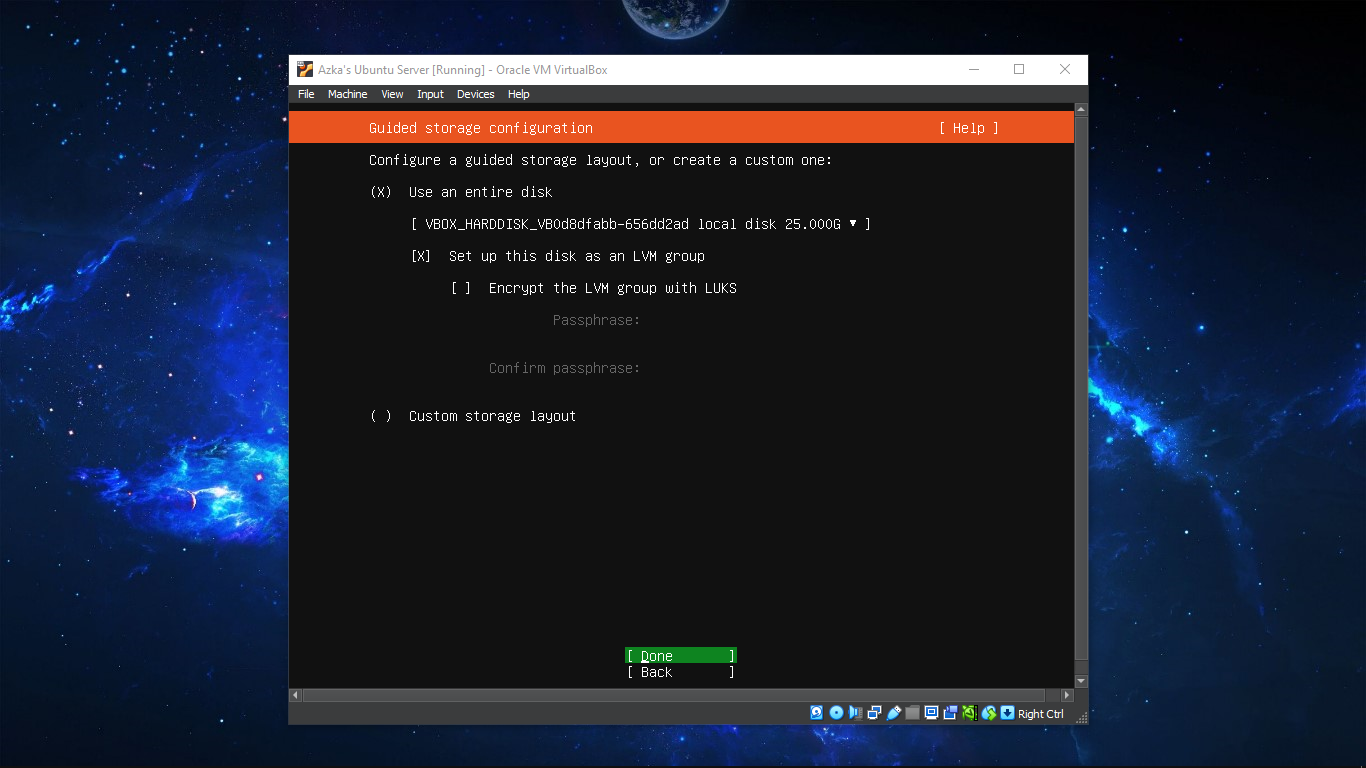 Azka's Ubuntu Server [Running] - Oracle VM VirtualBox
File Machine View Input Devices Help
Guided storage configuration [ Help ]
Configure a guided storage layout, or create a custom one:
(X) Use an entire disk
[ VBOX_HARDDISK_VB0d8dfabb-656dd2ad local disk 25.000G ▼ ]
[X] Set up this disk as an LVM group
[ ] Encrypt the LVM group with LUKS
Passphrase:
Confirm passphrase:
( ) Custom storage layout
[ Done ]
[ Back ]
Right Ctrl